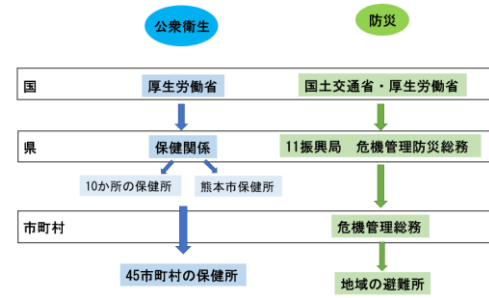 公衆衛生
防災
国
厚生労働省
国土交通省・厚生労働省
県
保健関係
11振興局 危機管理防災総務
10か所の保健所
熊本市保健所
市町村
危機管理総務
45市町村の保健所
地域の避難所